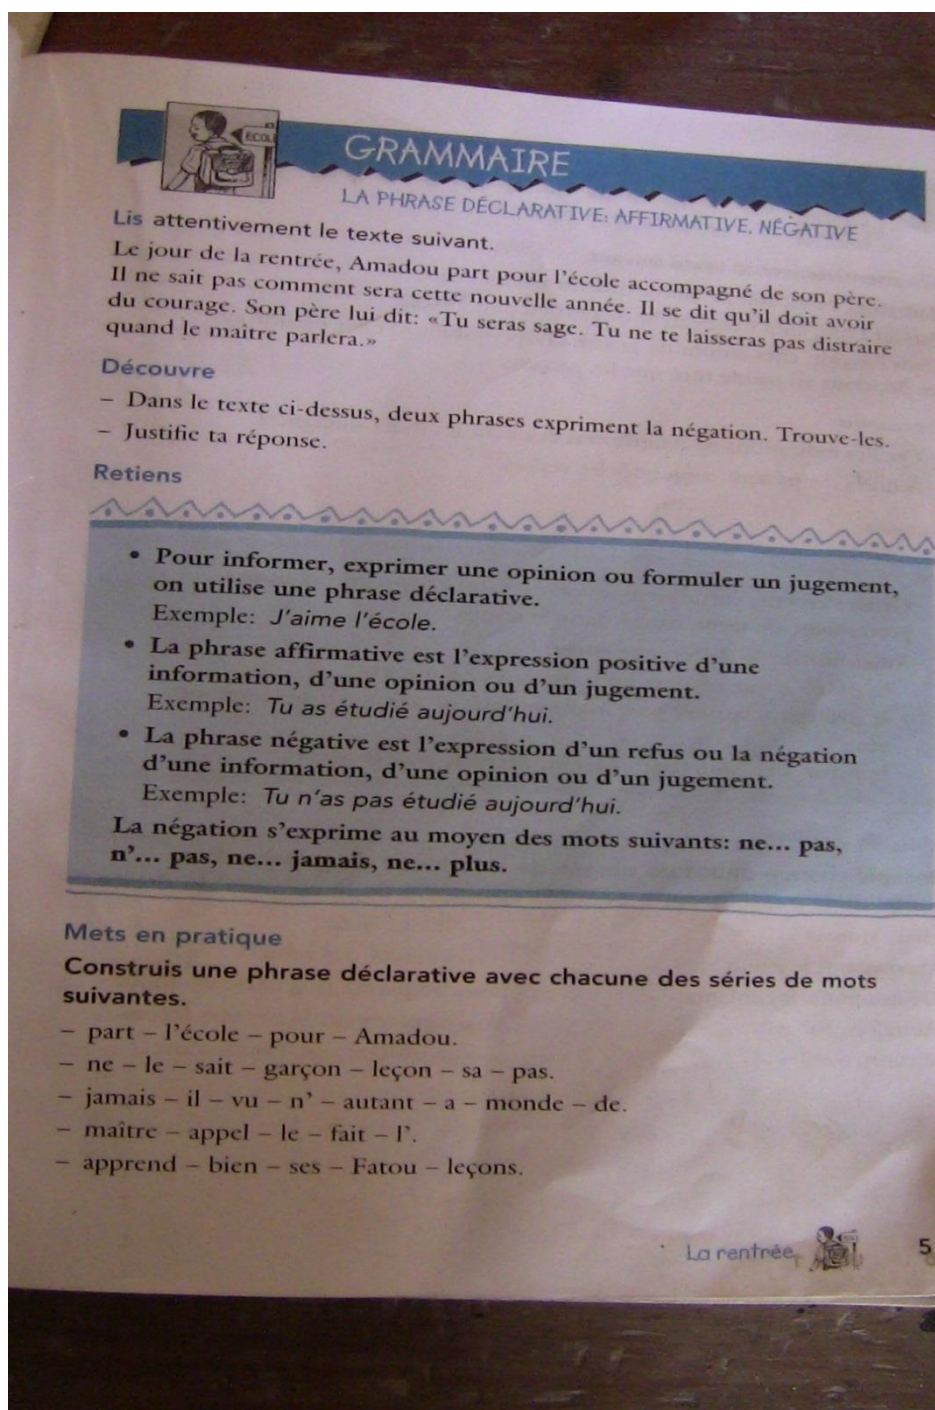 ECOL
GRAMMAIRE
LA PHRASE DÉCLARATIVE: AFFIRMATIVE, NÉGATIVE
Lis attentivement le texte suivant.
Le jour de la rentrée, Amadou part pour l'école accompagné de son père.
Il ne sait pas comment sera cette nouvelle année. Il se dit qu'il doit avoir
du courage. Son père lui dit: «Tu seras sage. Tu ne te laisseras pas distraire
quand le maître parlera.»
Découvre
– Dans le texte ci-dessus, deux phrases expriment la négation. Trouve-les.
– Justifie ta réponse.
Retiens
• Pour informer, exprimer une opinion ou formuler un jugement,
on utilise une phrase déclarative.
Exemple: J'aime l'école.
• La phrase affirmative est l'expression positive d'une
information, d'une opinion ou d'un jugement.
Exemple: Tu as étudié aujourd'hui.
• La phrase négative est l'expression d'un refus ou la négation
d'une information, d'une opinion ou d'un jugement.
Exemple: Tu n'as pas étudié aujourd'hui.
La négation s'exprime au moyen des mots suivants: ne... pas,
n'... pas, ne... jamais, ne... plus.
Mets en pratique
Construis une phrase déclarative avec chacune des séries de mots
suivantes.
– part – l'école – pour – Amadou.
– ne – le – sait – garçon – leçon – sa – pas.
– jamais – il – vu – n' – autant – a – monde – de.
– maître – appel – le – fait – l'.
– apprend – bien – ses – Fatou – leçons.
La rentrée
5